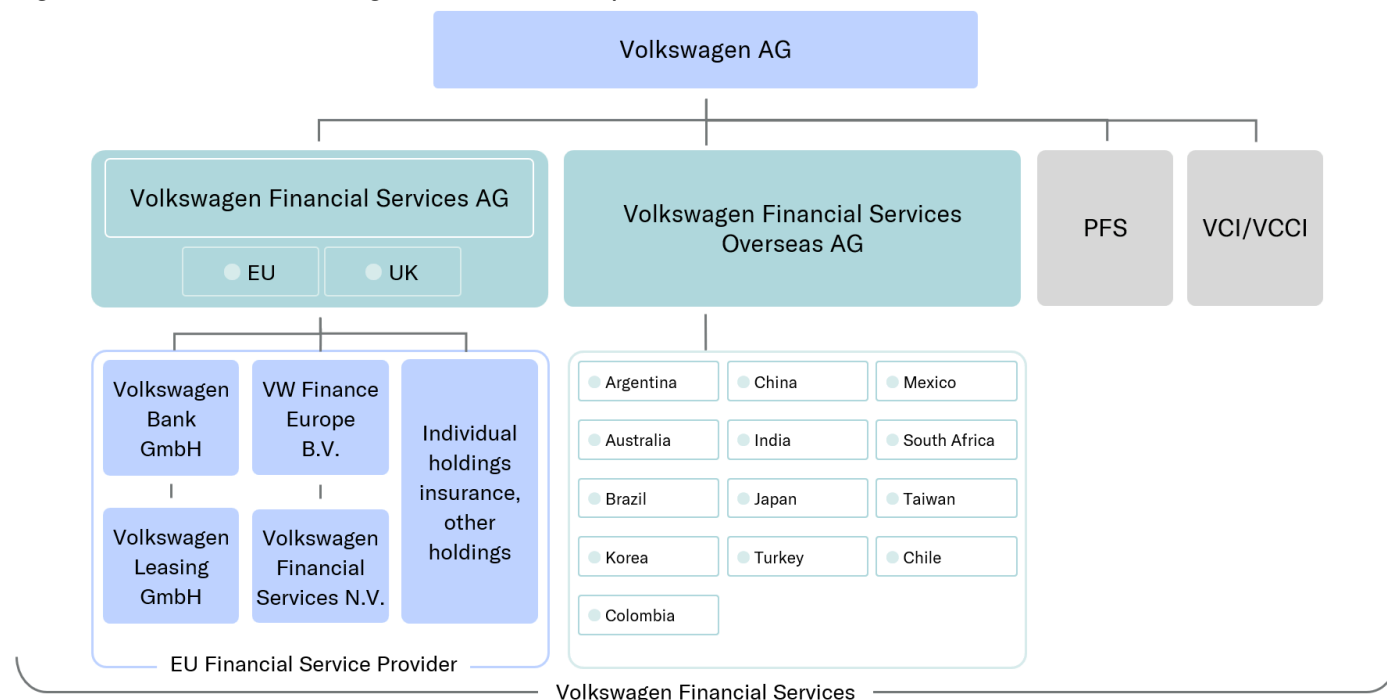 Volkswagen AG
Volkswagen Financial Services AG
EU
UK
Volkswagen Financial Services
Overseas AG
PFS
VCI/VCCI
Volkswagen
Bank
GmbH
VW Finance
Europe
B.V.
Individual
holdings
insurance,
other
holdings
Volkswagen
Leasing
GmbH
Volkswagen
Financial
Services N.V.
EU Financial Service Provider
Argentina
China
Mexico
Australia
India
South Africa
Brazil
Japan
Taiwan
Korea
Turkey
Chile
Colombia
Volkswagen Financial Services